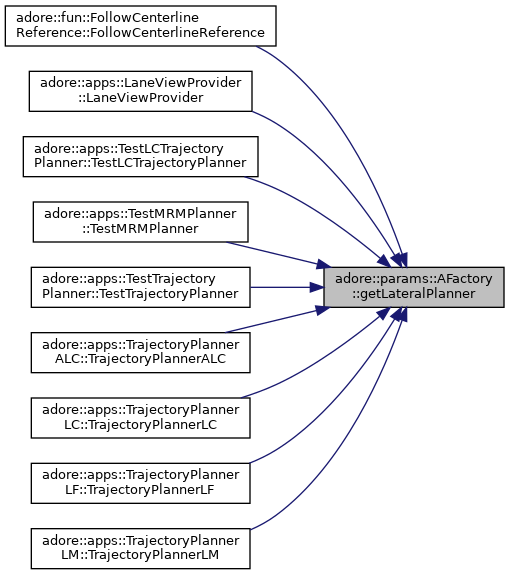 adore::fun::FollowCenterline
Reference::FollowCenterlineReference
adore::apps::LaneViewProvider
::LaneViewProvider
adore::apps::TestLCTrajectory
Planner::TestLCTrajectoryPlanner
adore::apps::TestMRMPlanner
::TestMRMPlanner
adore::apps::TestTrajectory
Planner::TestTrajectoryPlanner
adore::params::AFactory
::getLateralPlanner
adore::apps::TrajectoryPlanner
ALC::TrajectoryPlannerALC
adore::apps::TrajectoryPlanner
LC::TrajectoryPlannerLC
adore::apps::TrajectoryPlanner
LF::TrajectoryPlannerLF
adore::apps::TrajectoryPlanner
LM::TrajectoryPlannerLM